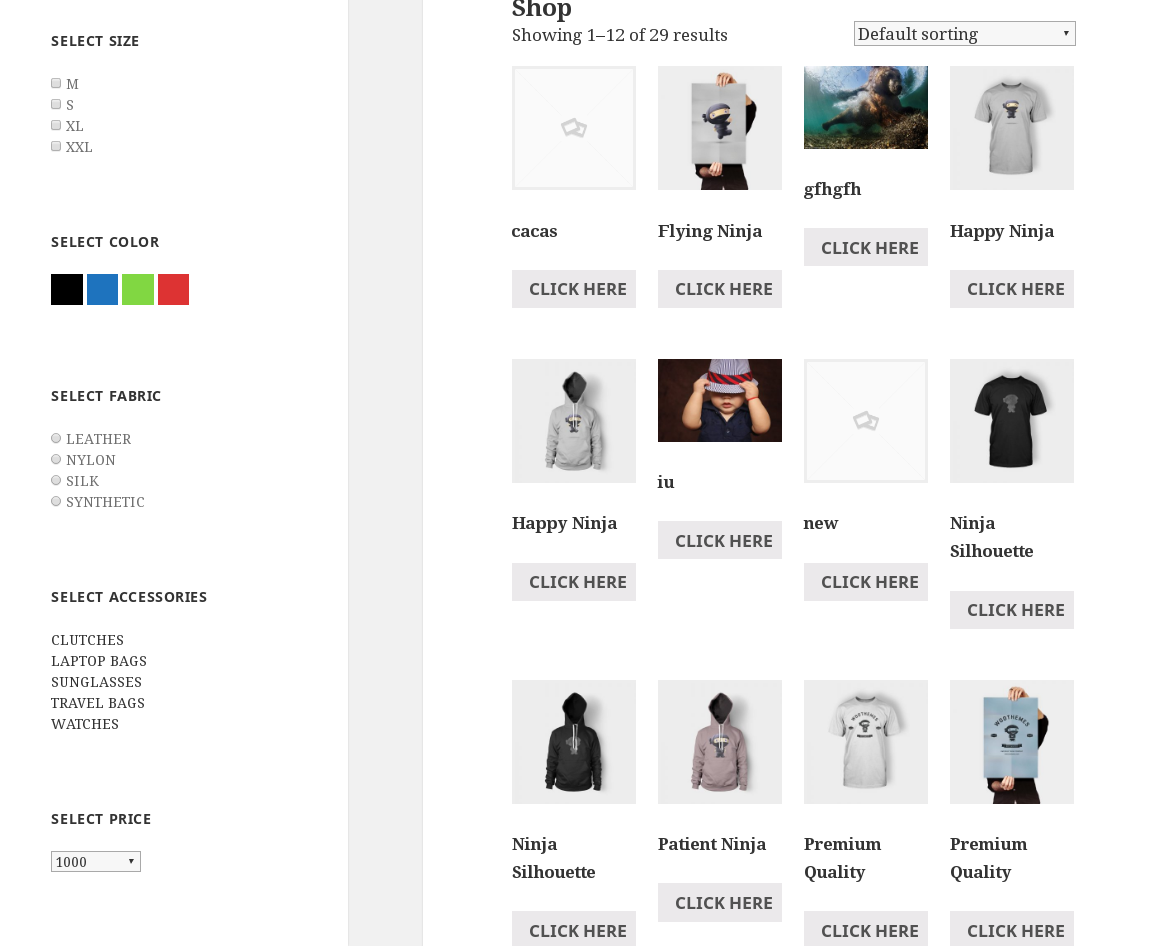 SELECT SIZE
M
S
XL
XXL
SELECT COLOR
SELECT FABRIC
LEATHER
NYLON
SILK
SYNTHETIC
SELECT ACCESSORIES
CLUTCHES
LAPTOP BAGS
SUNGLASSES
TRAVEL BAGS
WATCHES
SELECT PRICE
1000
Shop
Showing 1–12 of 29 results
Default sorting
cacas
CLICK HERE
Flying Ninja
CLICK HERE
gfhgfh
CLICK HERE
Happy Ninja
CLICK HERE
Happy Ninja
CLICK HERE
iu
CLICK HERE
new
CLICK HERE
Ninja
Silhouette
CLICK HERE
Ninja
Silhouette
CLICK HERE
Patient Ninja
CLICK HERE
Premium
Quality
CLICK HERE
WOOTHEMES
Premium
Quality
CLICK HERE